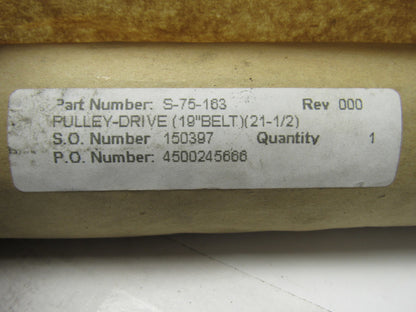 Part Number: S-75-163 Rev 000
PULLEY-DRIVE (19"BELT)(21-1/2)
S.O. Number 150397 Quantity 1
P.O. Number: 4500245666